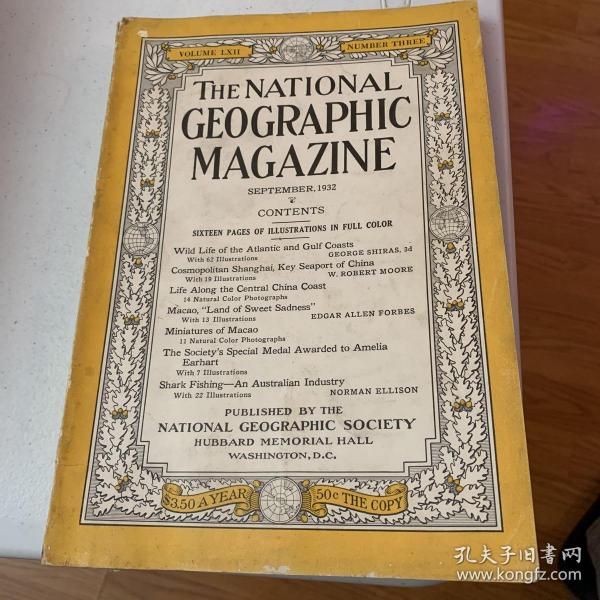 VOLUME LXII
NUMBER THREE
THE NATIONAL
GEOGRAPHIC
MAGAZINE
SEPTEMBER, 1932
CONTENTS
SIXTEEN PAGES OF ILLUSTRATIONS IN FULL COLOR
Wild Life of the Atlantic and Gulf Coasts
With 62 Illustrations GEORGE SHIRAS, 3d
Cosmopolitan Shanghai, Key Seaport of China
With 19 Illustrations W. ROBERT MOORE
Life Along the Central China Coast
14 Natural Color Photographs
Macao, "Land of Sweet Sadness"
With 13 Illustrations EDGAR ALLEN FORBES
Miniatures of Macao
11 Natural Color Photographs
The Society's Special Medal Awarded to Amelia
Earhart
With 7 Illustrations
Shark Fishing—An Australian Industry
With 22 Illustrations NORMAN ELLISON
PUBLISHED BY THE
NATIONAL GEOGRAPHIC SOCIETY
HUBBARD MEMORIAL HALL
WASHINGTON, D.C.
$3.50 A YEAR
50c THE COPY
孔夫子旧書网
www.kongfz.com